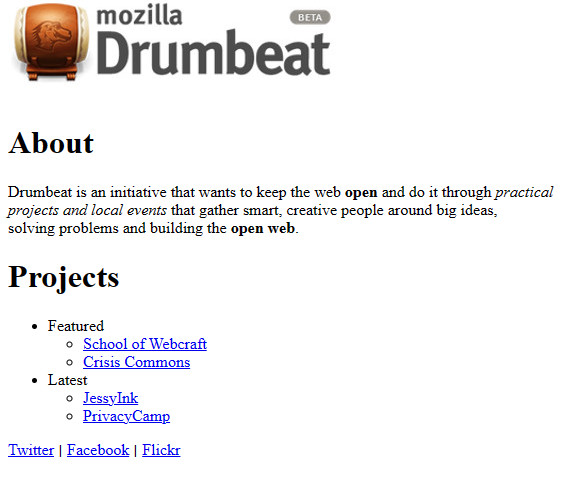 mozilla
BETA
Drumbeat
About
Drumbeat is an initiative that wants to keep the web open and do it through practical
projects and local events that gather smart, creative people around big ideas,
solving problems and building the open web.
Projects
Featured
School of Webcraft
Crisis Commons
Latest
JessyInk
PrivacyCamp
Twitter | Facebook | Flickr